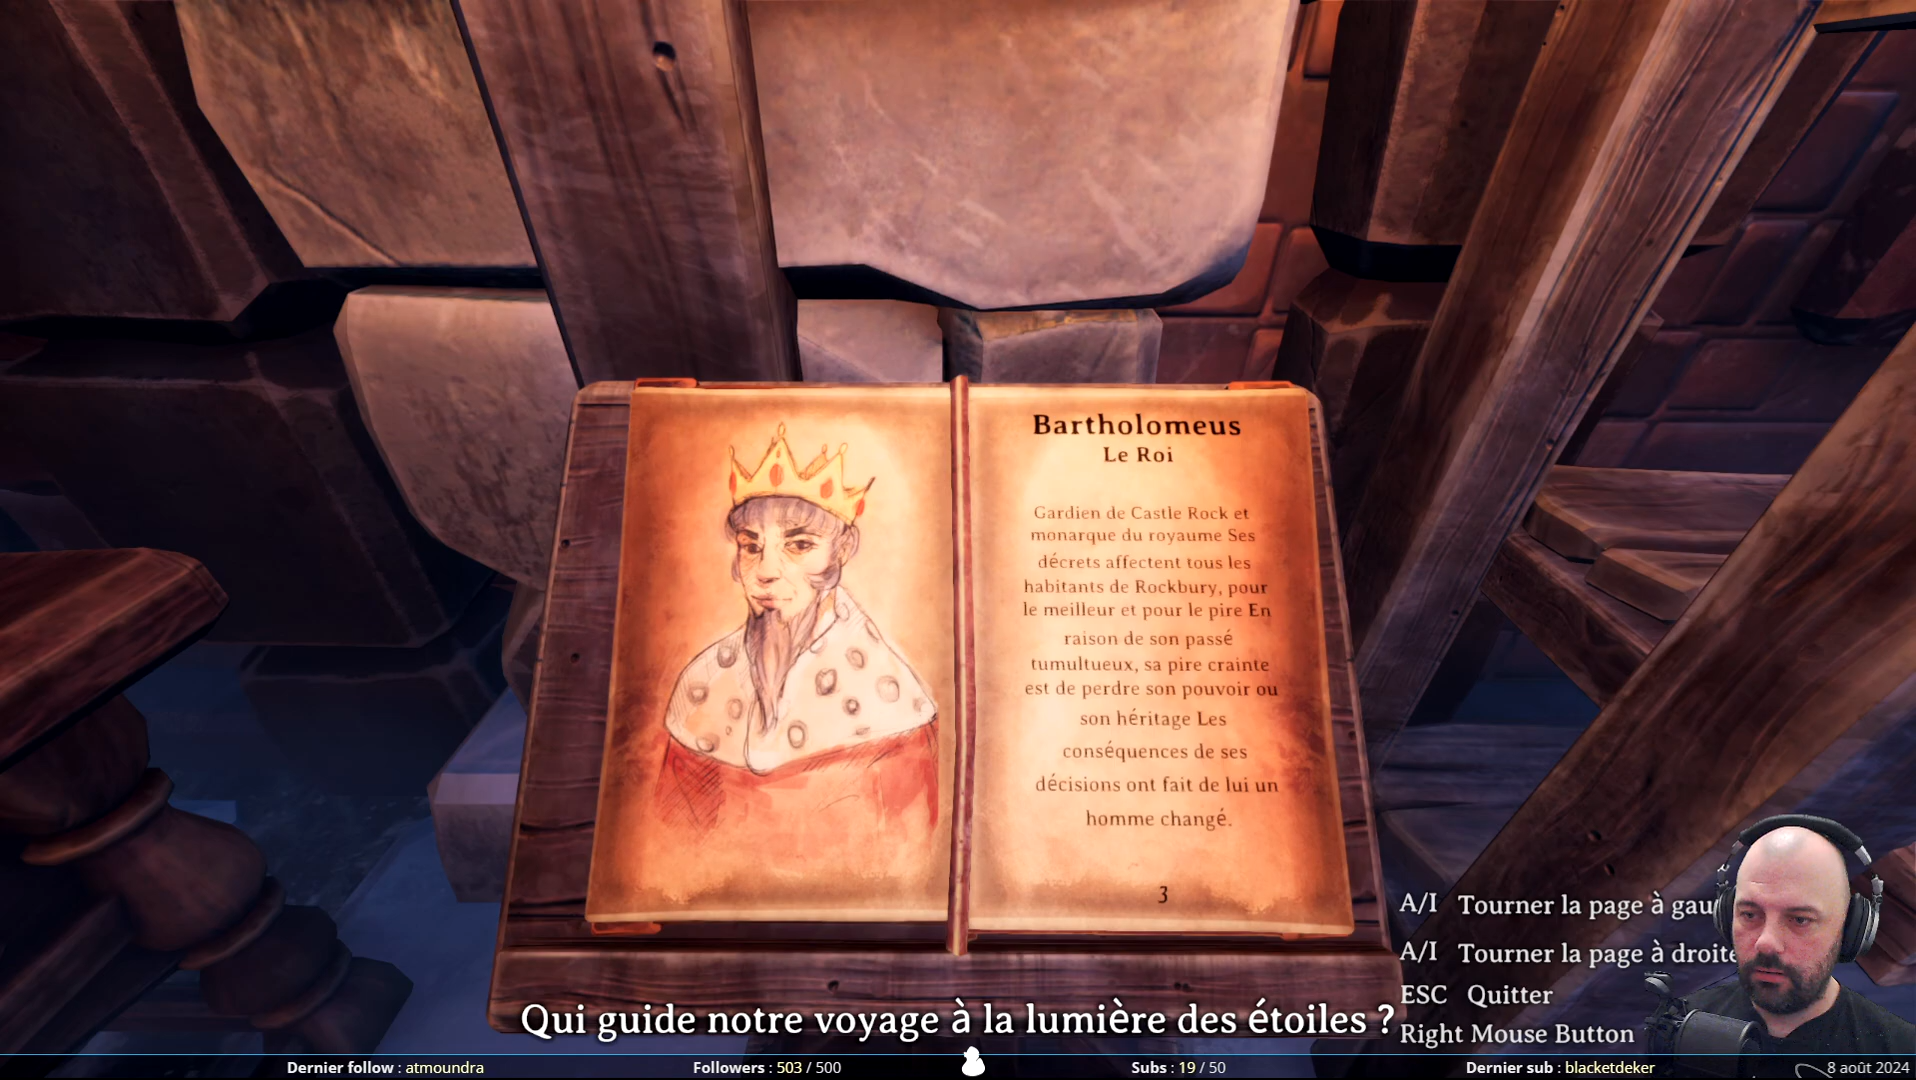 Bartholomeus
Le Roi
Gardien de Castle Rock et
monarque du royaume Ses
décrets affectent tous les
habitants de Rockbury, pour
le meilleur et pour le pire En
raison de son passé
tumultueux, sa pire crainte
est de perdre son pouvoir ou
son héritage Les
conséquences de ses
décisions ont fait de lui un
homme changé.
3
A/I Tourner la page à gau
A/I Tourner la page à droite
ESC Quitter
Right Mouse Button
Qui guide notre voyage à la lumière des étoiles ?
Dernier follow : atmoundra
Followers : 503 / 500
Subs : 19 / 50
Dernier sub : blacketdeker
8 août 2024